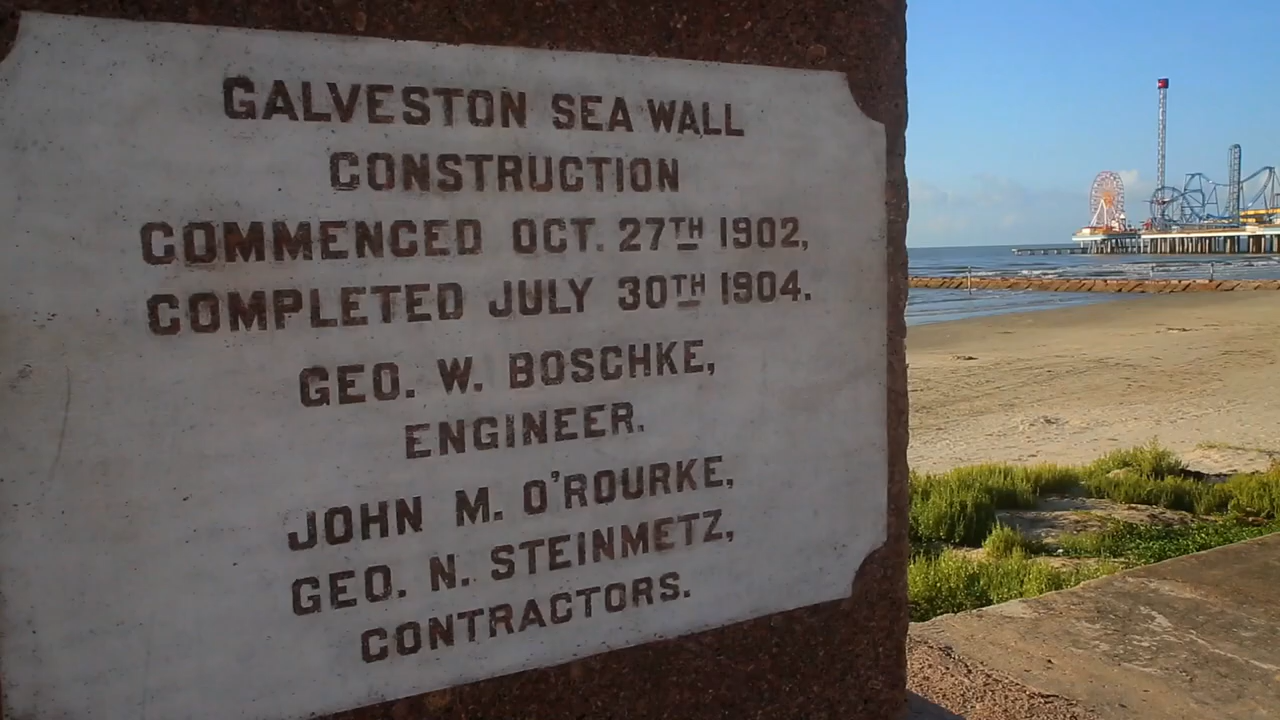 GALVESTON SEA WALL
CONSTRUCTION
COMMENCED OCT. 27TH 1902,
COMPLETED JULY 30TH 1904.
GEO. W. BOSCHKE,
ENGINEER.
JOHN M. O'ROURKE,
GEO. N. STEINMETZ,
CONTRACTORS.